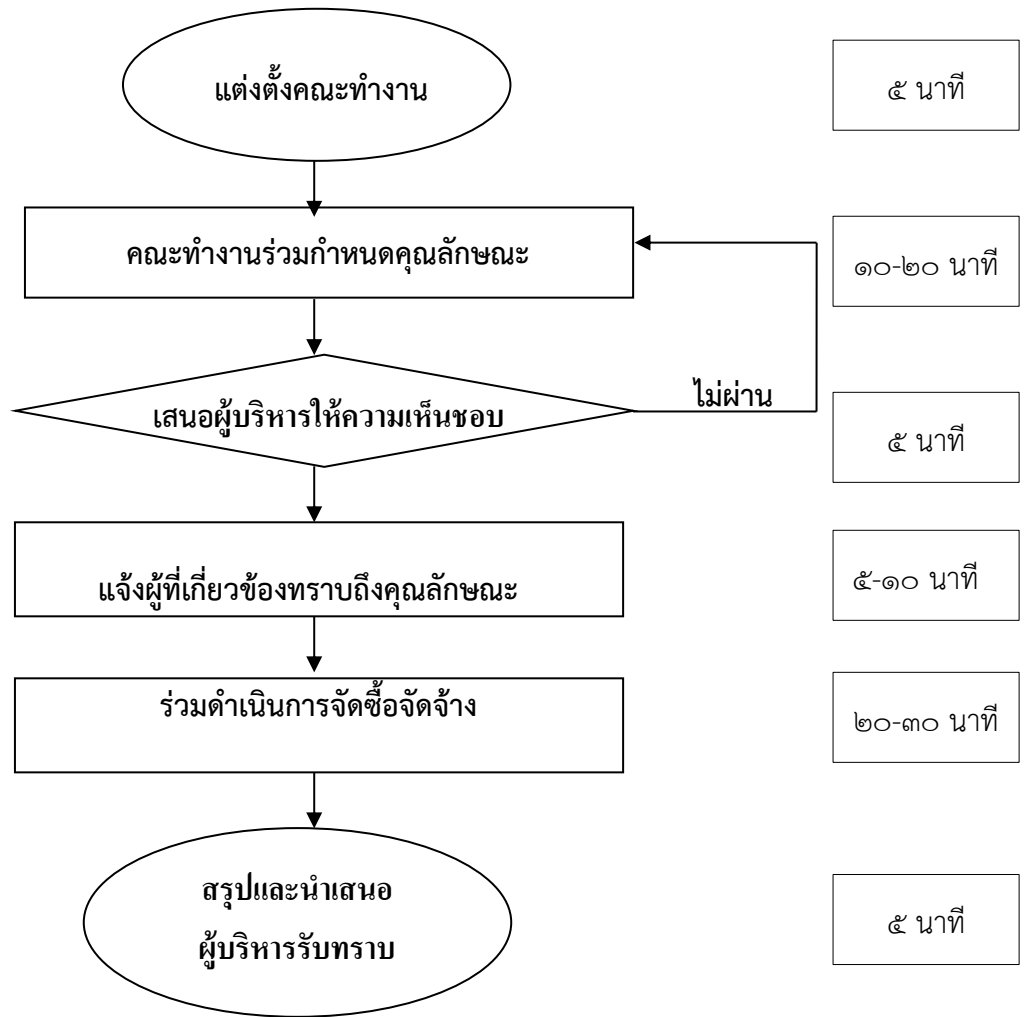 แต่งตั้งคณะทำงาน
๕ นาที
คณะทำงานร่วมกำหนดคุณลักษณะ
๑๐-๒๐ นาที
ไม่ผ่าน
เสนอผู้บริหารให้ความเห็นชอบ
๕ นาที
แจ้งผู้ที่เกี่ยวข้องทราบถึงคุณลักษณะ
๕-๑๐ นาที
ร่วมดำเนินการจัดซื้อจัดจ้าง
๒๐-๓๐ นาที
สรุปและนำเสนอ
ผู้บริหารรับทราบ
๕ นาที